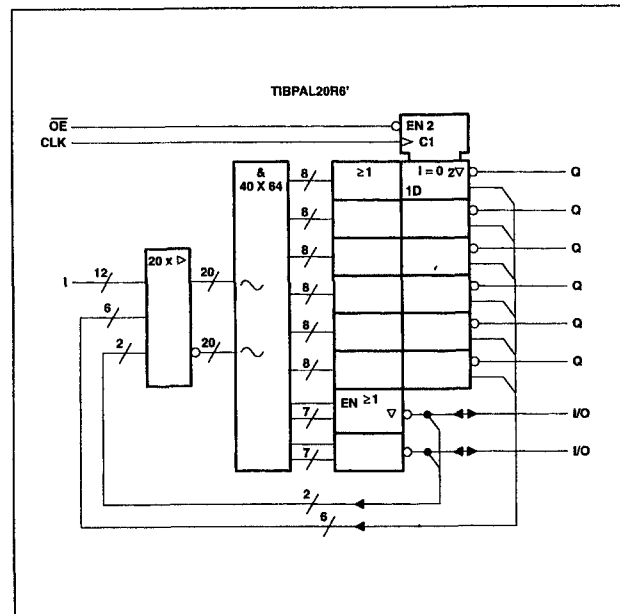 TIBPAL20R6'
OE
CLK
EN 2
C1
&
40 X 64
≥1
I = 0 2▽
1D
8
8
8
8
8
8
7
7
20 x ▷
I
12
6
2
20
20
EN ≥1
▽
Q
Q
Q
Q
Q
Q
I/O
I/O
2
6